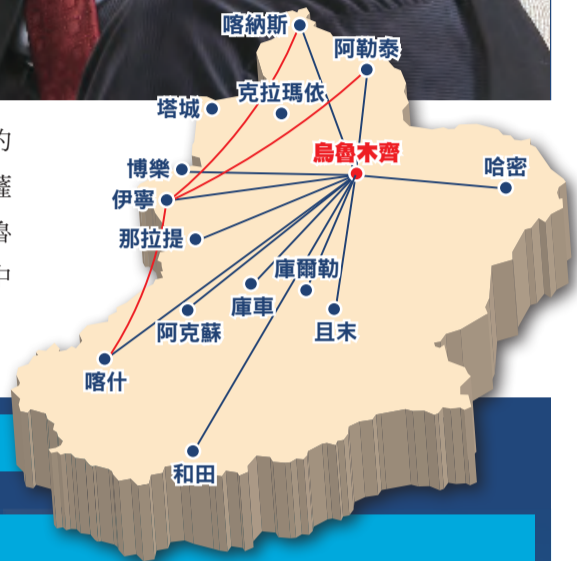 喀納斯
阿勒泰
克拉瑪依
塔城
烏魯木齊
博樂
哈密
伊寧
那拉提
庫爾勒
庫車
阿克蘇
且末
喀什
和田
的
魯